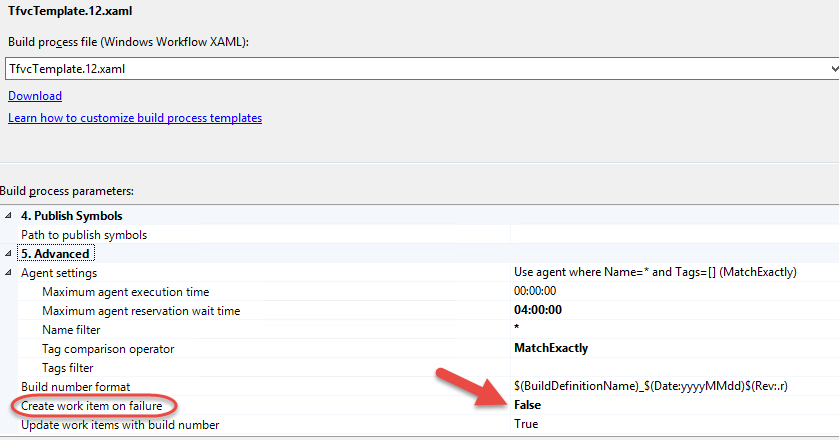 TfvcTemplate.12.xaml
Build process file (Windows Workflow XAML):
TfvcTemplate.12.xaml
Download
Learn how to customize build process templates
Build process parameters:
4. Publish Symbols
Path to publish symbols
5. Advanced
Agent settings Use agent where Name=* and Tags=[] (MatchExactly)
Maximum agent execution time 00:00:00
Maximum agent reservation wait time 04:00:00
Name filter *
Tag comparison operator MatchExactly
Tags filter
Build number format $(BuildDefinitionName)_$(Date:yyyyMMdd)$(Rev:.r)
Create work item on failure False
Update work items with build number True